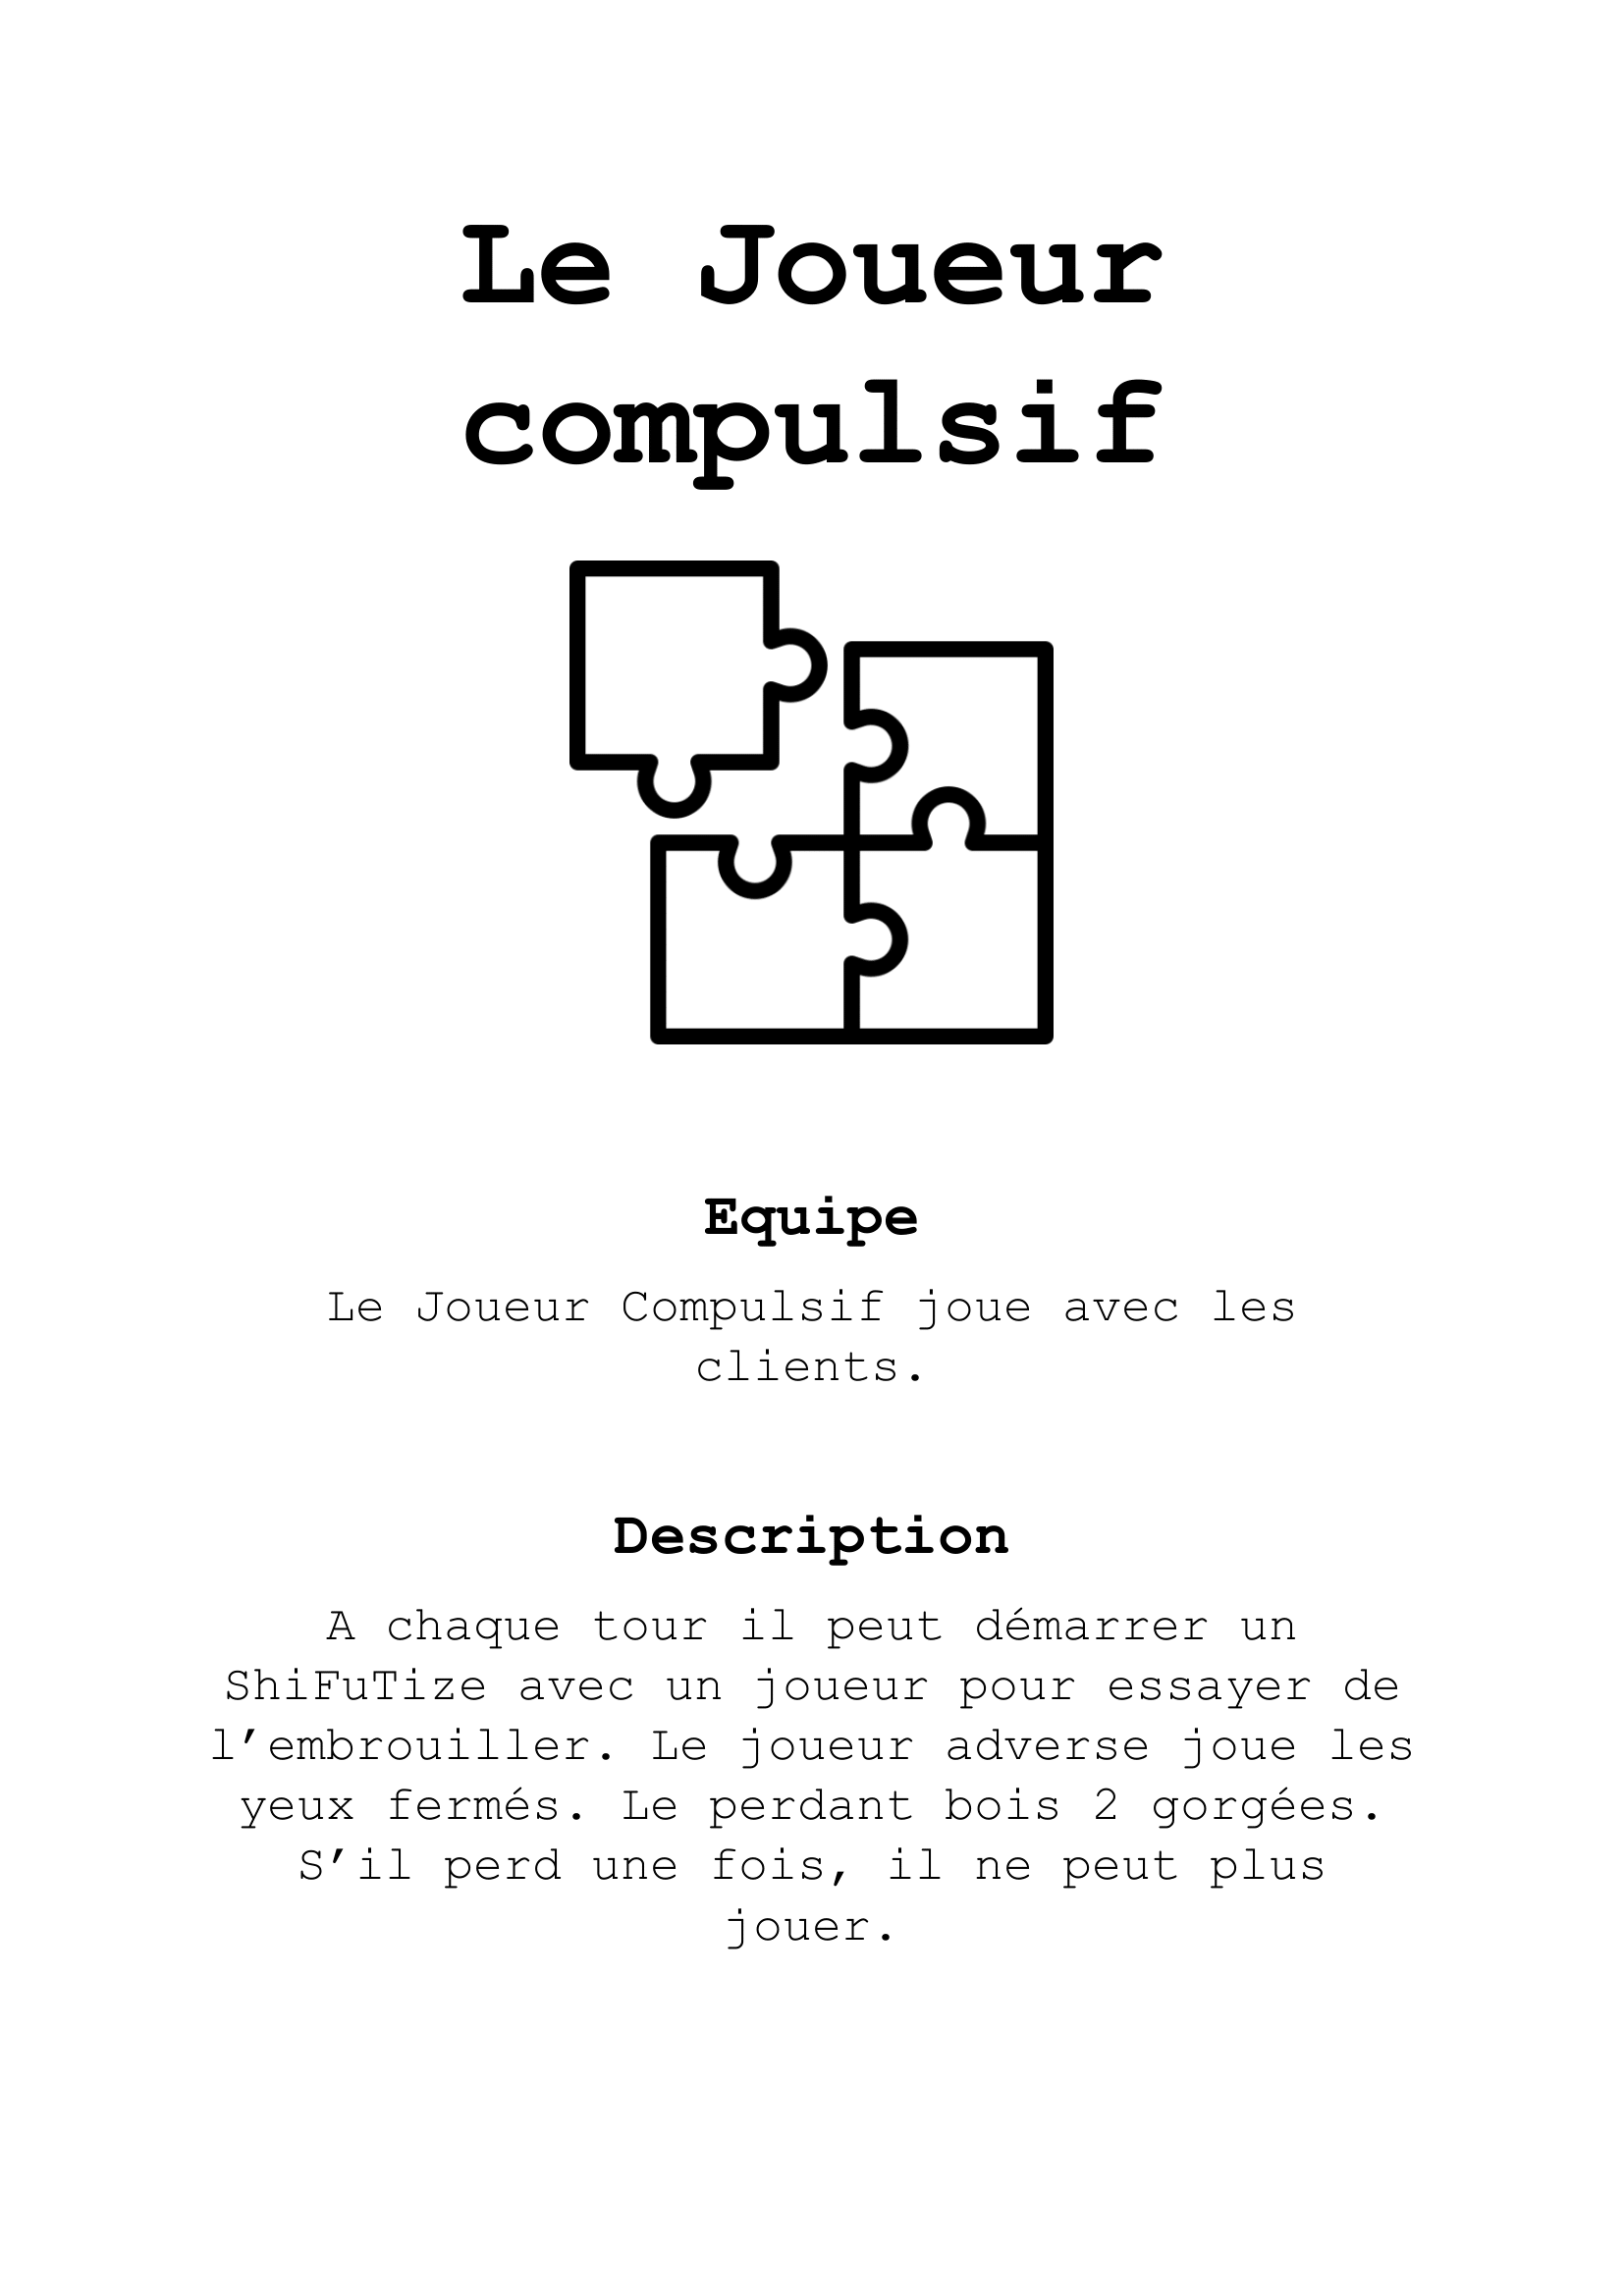 Le Joueur
compulsif
Equipe
Le Joueur Compulsif joue avec les
clients.
Description
A chaque tour il peut démarrer un
ShiFuTize avec un joueur pour essayer de
l’embrouiller. Le joueur adverse joue les
yeux fermés. Le perdant bois 2 gorgées.
S’il perd une fois, il ne peut plus
jouer.